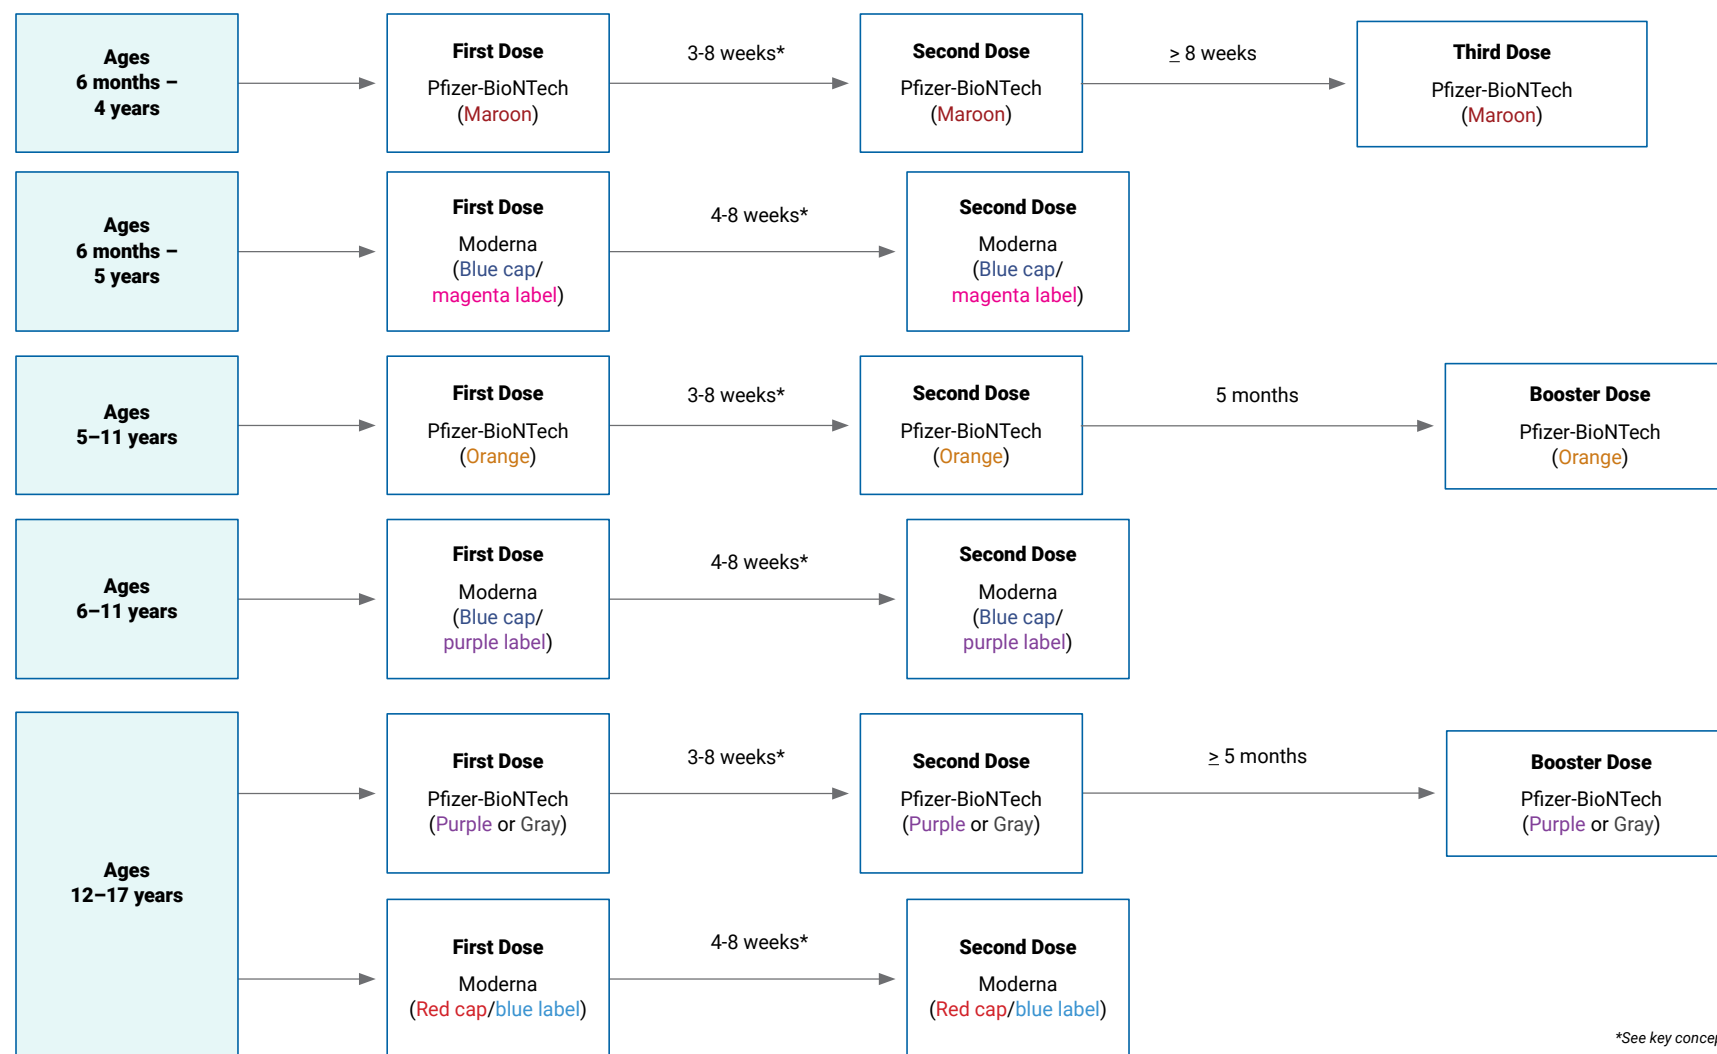 Ages
6 months –
4 years
First Dose
Pfizer-BioNTech
(Maroon)
3-8 weeks*
Second Dose
Pfizer-BioNTech
(Maroon)
≥ 8 weeks
Third Dose
Pfizer-BioNTech
(Maroon)
Ages
6 months –
5 years
First Dose
Moderna
(Blue cap/
magenta label)
4-8 weeks*
Second Dose
Moderna
(Blue cap/
magenta label)
Ages
5–11 years
First Dose
Pfizer-BioNTech
(Orange)
3-8 weeks*
Second Dose
Pfizer-BioNTech
(Orange)
5 months
Booster Dose
Pfizer-BioNTech
(Orange)
Ages
6–11 years
First Dose
Moderna
(Blue cap/
purple label)
4-8 weeks*
Second Dose
Moderna
(Blue cap/
purple label)
Ages
12–17 years
First Dose
Pfizer-BioNTech
(Purple or Gray)
3-8 weeks*
Second Dose
Pfizer-BioNTech
(Purple or Gray)
≥ 5 months
Booster Dose
Pfizer-BioNTech
(Purple or Gray)
First Dose
Moderna
(Red cap/blue label)
4-8 weeks*
Second Dose
Moderna
(Red cap/blue label)
*See key